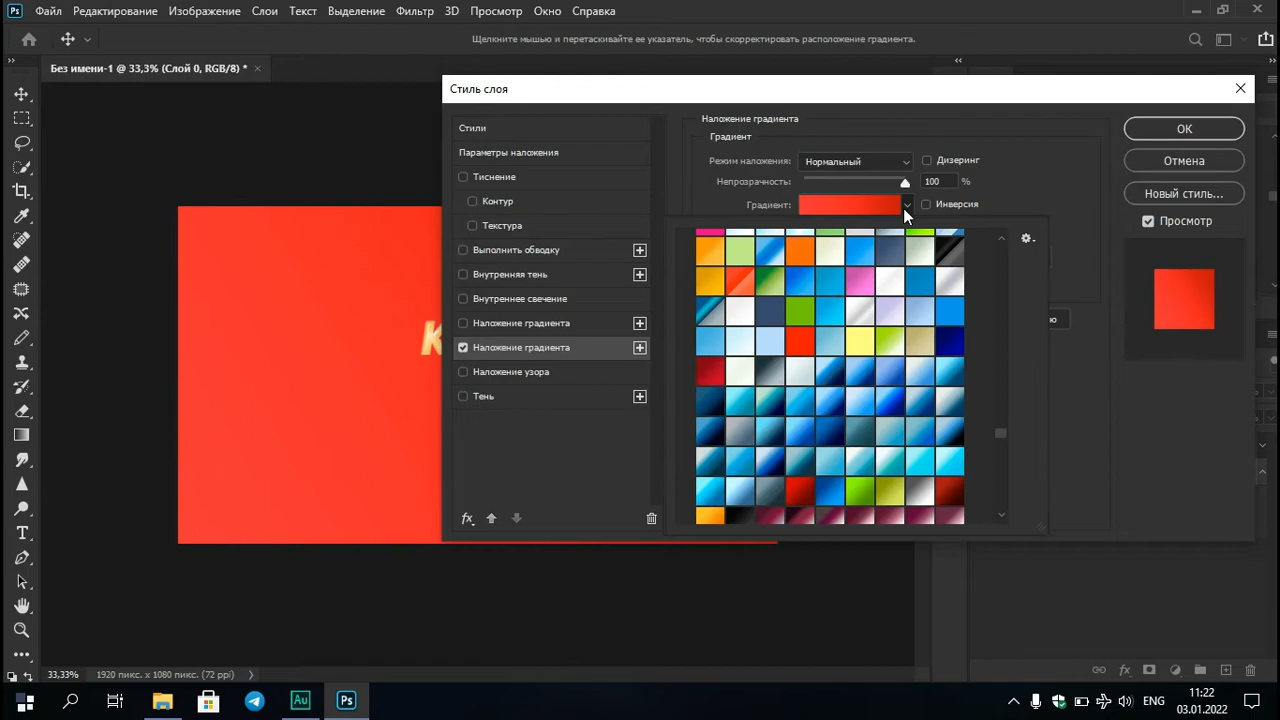 Ps Файл Редактирование Изображение Слои Текст Выделение Фильтр 3D Просмотр Окно Справка
Щелкните мышью и перетаскивайте ее указатель, чтобы скорректировать расположение градиента.
Без имени-1 @ 33,3% (Слой 0, RGB/8) *
Стиль слоя
Стили
Параметры наложения
Тиснение
Контур
Текстура
Выполнить обводку
Внутренняя тень
Внутреннее свечение
Наложение градиента
Наложение градиента
Наложение узора
Тень
fx
Наложение градиента
Градиент
Режим наложения: Нормальный Дизеринг
Непрозрачность: 100 %
Градиент: Инверсия
ю
OK
Отмена
Новый стиль...
Просмотр
К
33,33% 1920 пикс. x 1080 пикс. (72 ppi)
fx
Au Ps
ENG
11:22
03.01.2022